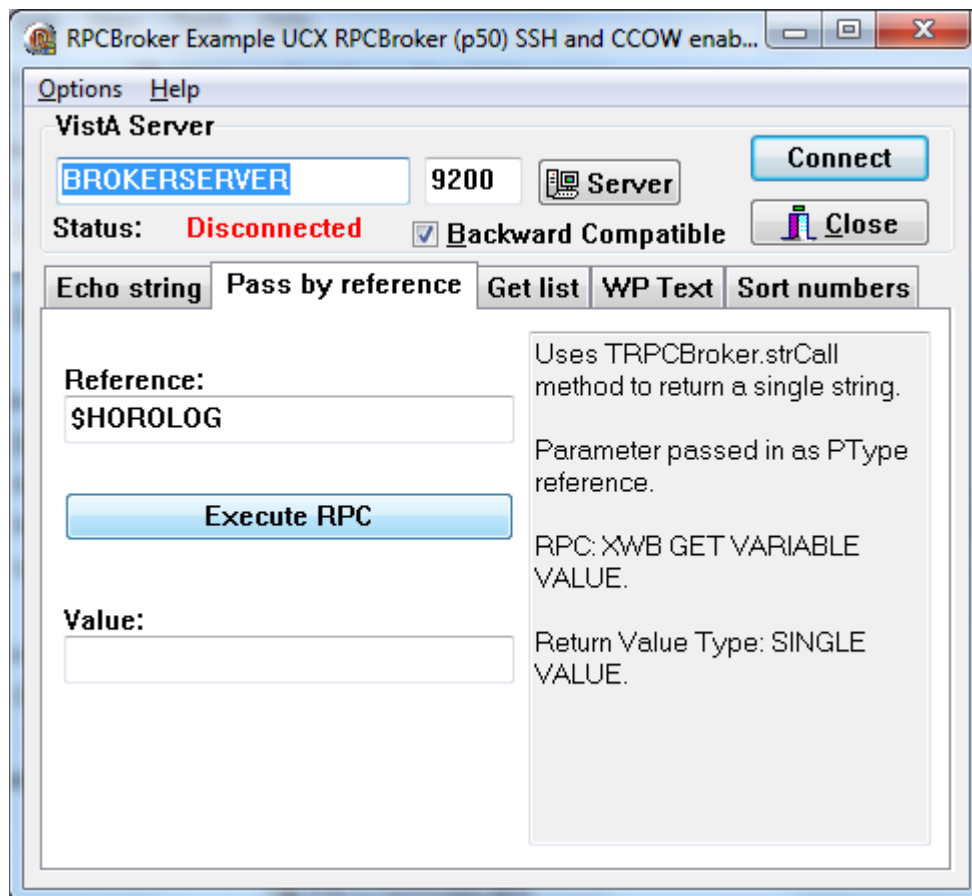 RPCBroker Example UCX RPCBroker (p50) SSH and CCOW enab...
Options Help
VistA Server
BROKERSERVER 9200 Server Connect
Status: Disconnected Backward Compatible Close
Echo string Pass by reference Get list WP Text Sort numbers
Reference:
$HOROLOG
Execute RPC
Value:
Uses TRPCBroker.strCall
method to return a single string.
Parameter passed in as PType
reference.
RPC: XWB GET VARIABLE
VALUE.
Return Value Type: SINGLE
VALUE.